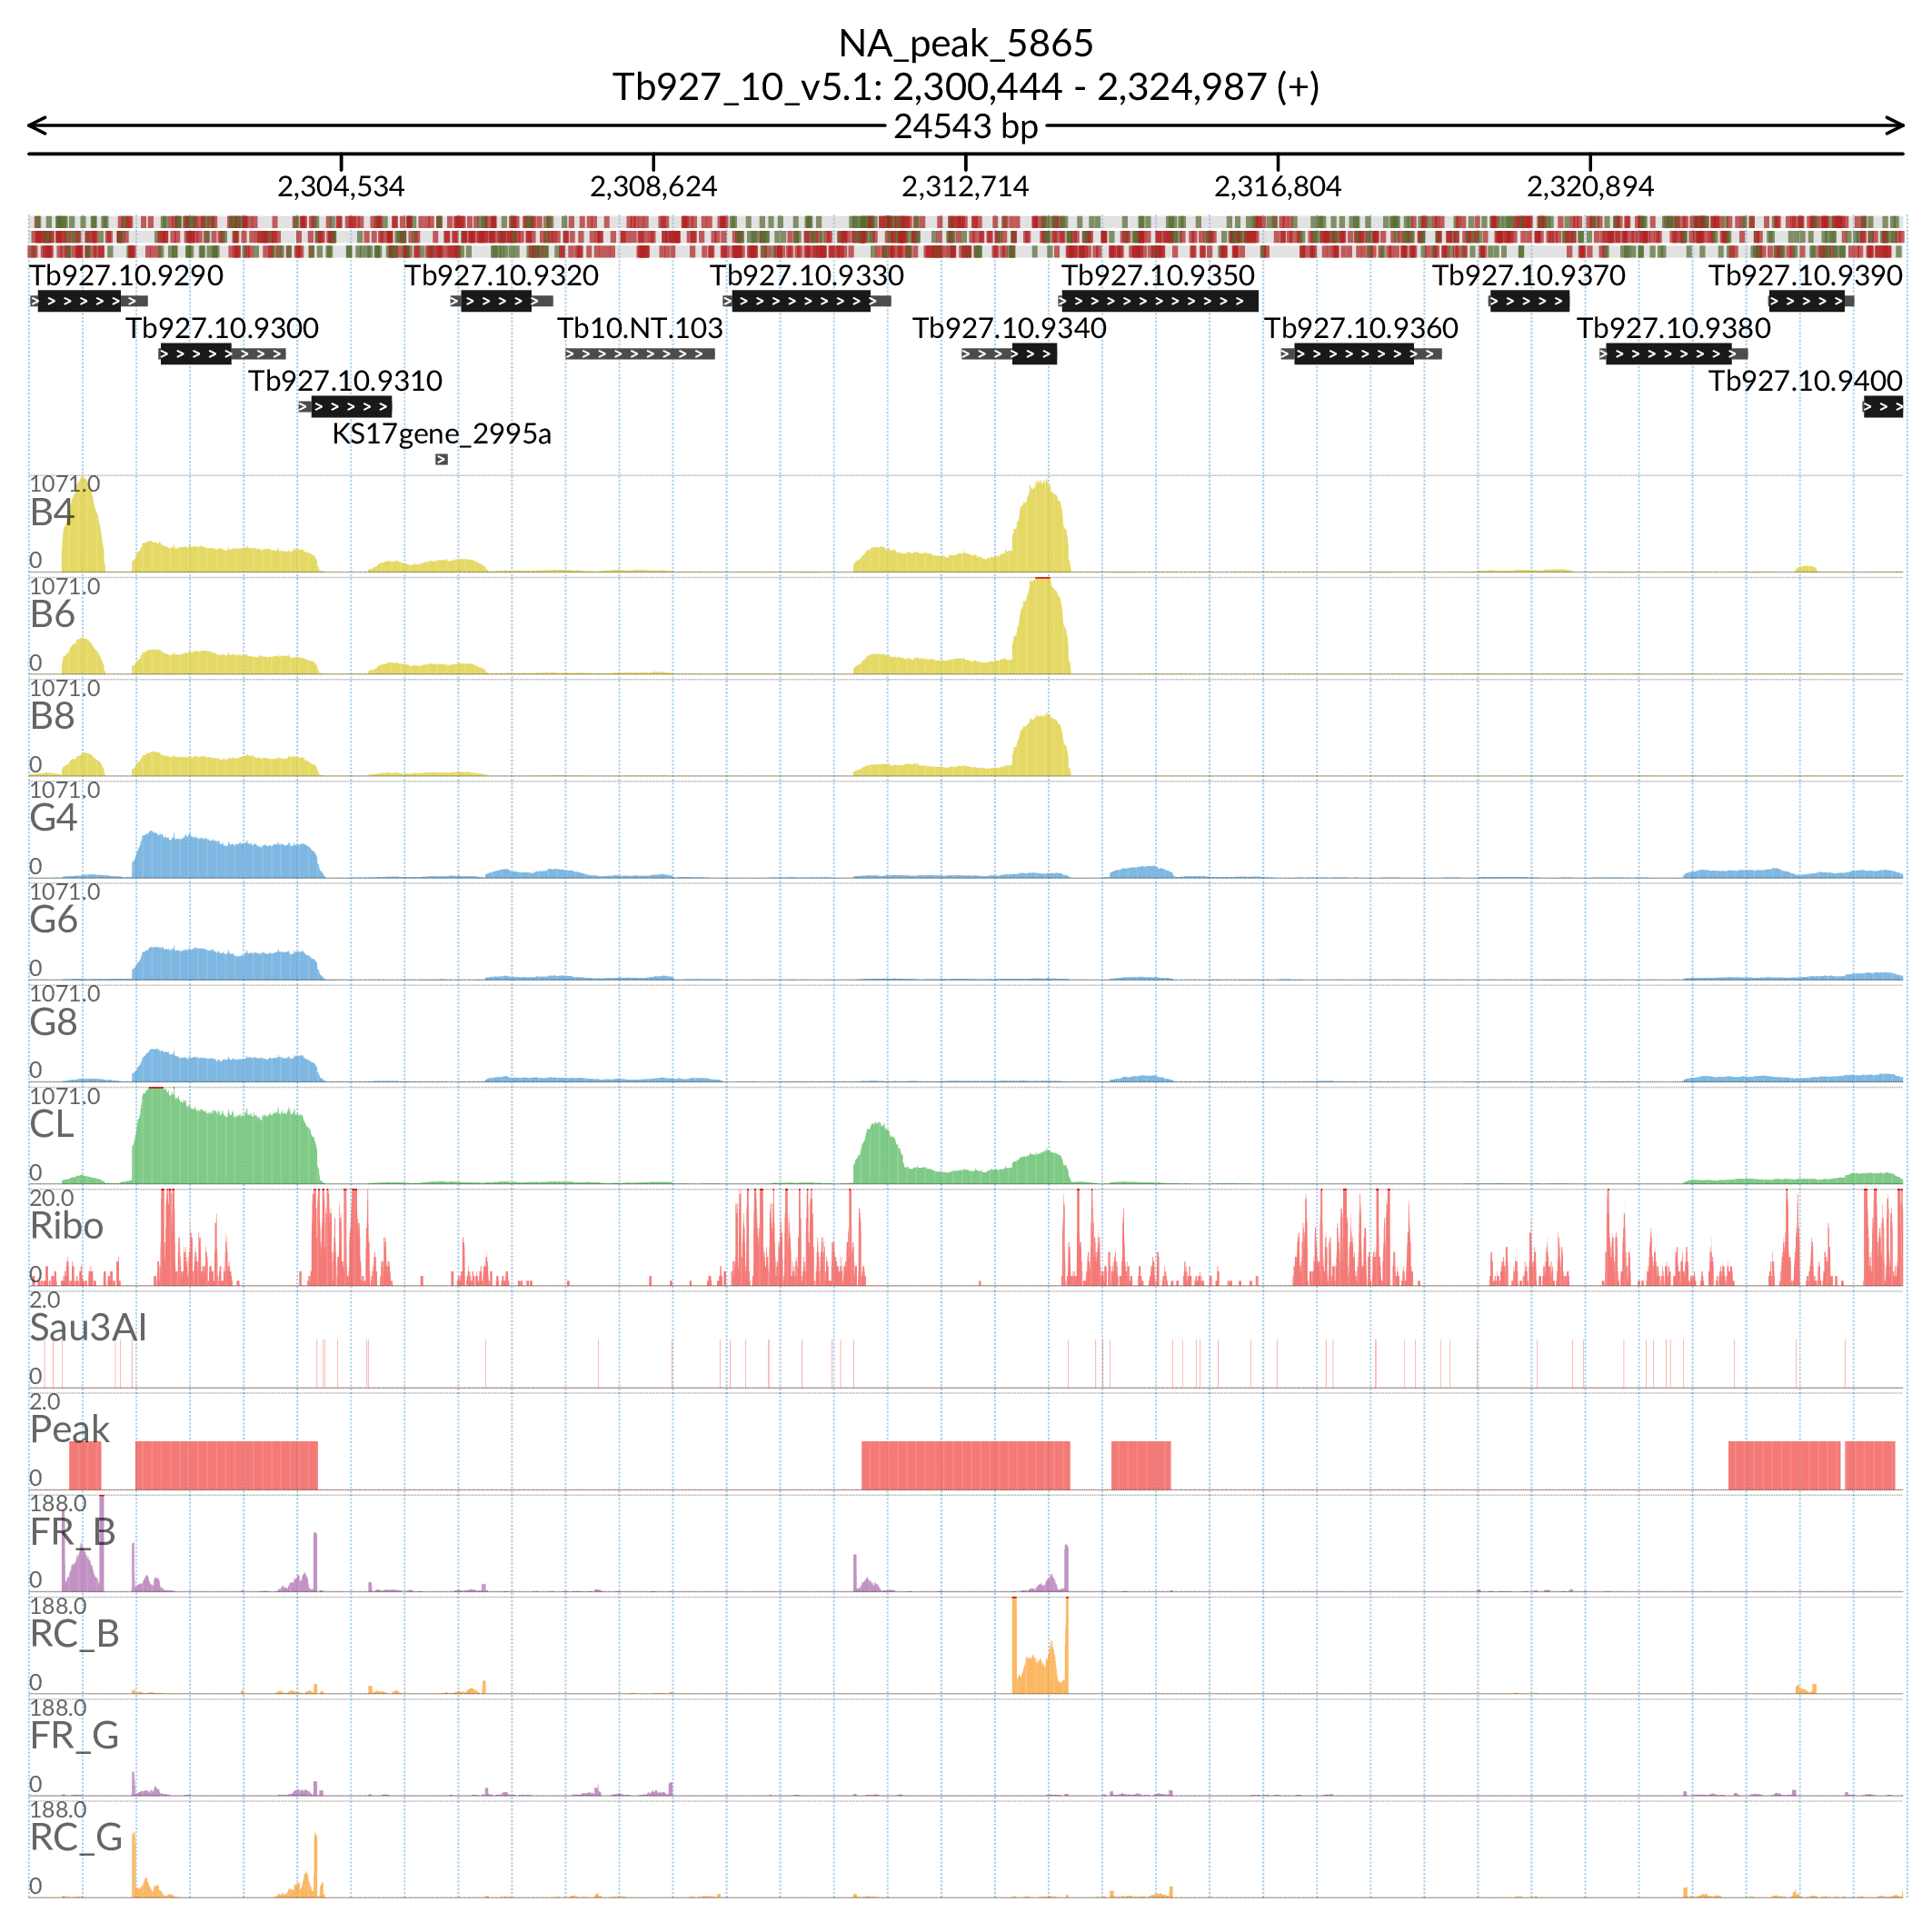 NA_peak_5865
Tb927_10_v5.1: 2,300,444 - 2,324,987 (+)
24543 bp
2,304,534 2,308,624 2,312,714 2,316,804 2,320,894
Tb927.10.9290 Tb927.10.9320 Tb927.10.9330 Tb927.10.9350 Tb927.10.9370 Tb927.10.9390
Tb927.10.9300 Tb10.NT.103 Tb927.10.9340 Tb927.10.9360 Tb927.10.9380
Tb927.10.9310 Tb927.10.9400
KS17gene_2995a
1071.0
B4
0
1071.0
B6
0
1071.0
B8
0
1071.0
G4
0
1071.0
G6
0
1071.0
G8
0
1071.0
CL
0
20.0
Ribo
0
2.0
Sau3AI
0
2.0
Peak
0
188.0
FR_B
0
188.0
RC_B
0
188.0
FR_G
0
188.0
RC_G
0